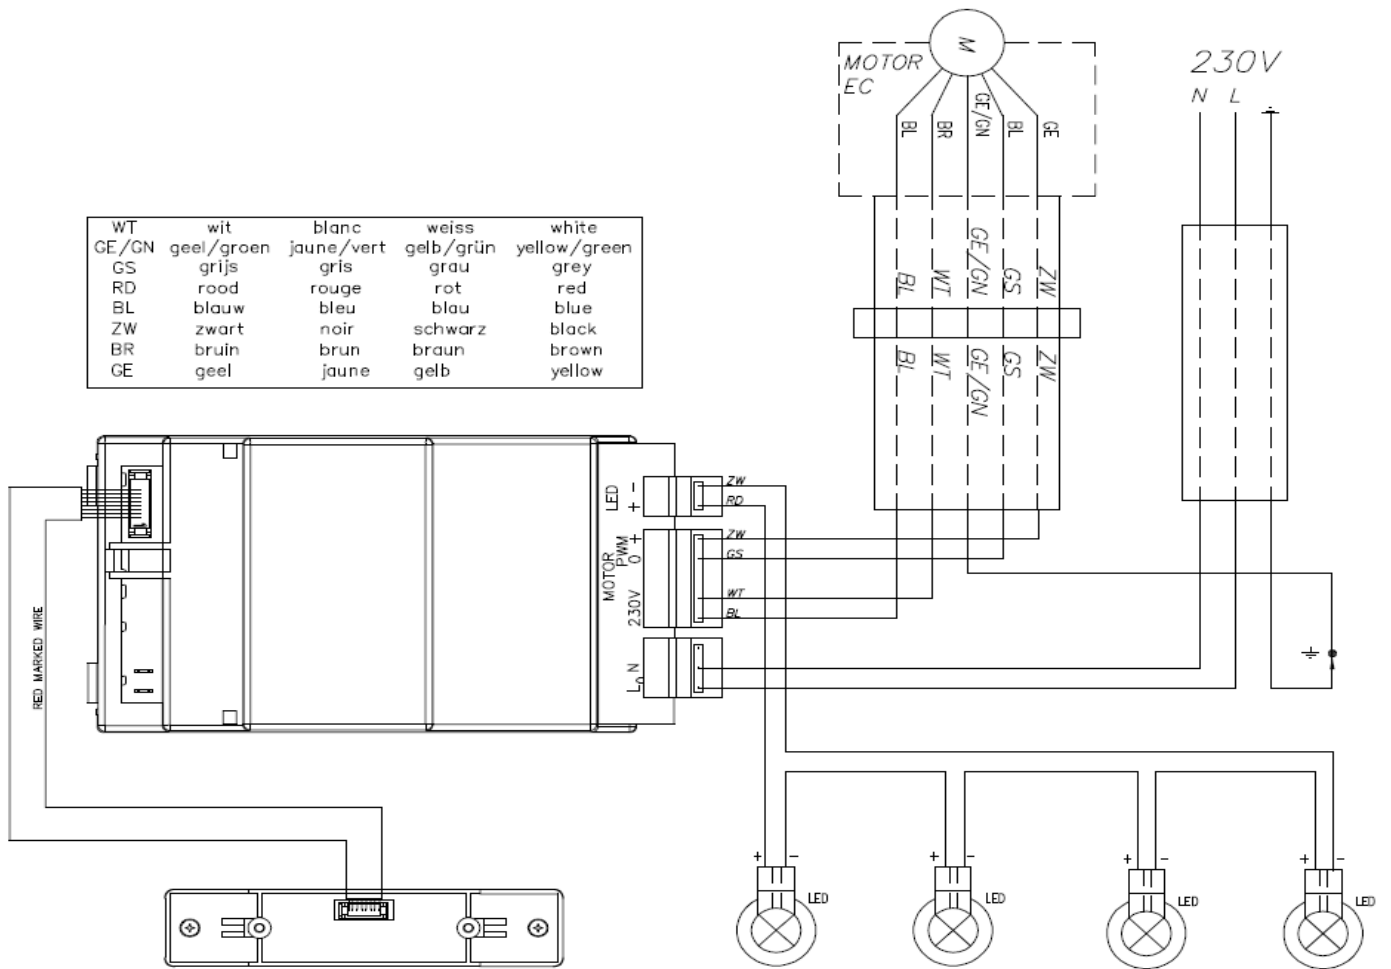 MOTOR
EC
M
BL
BR
GE/GN
BL
GE
230V
N L
WT wit blanc weiss white
GE/GN geel/groen jaune/vert gelb/grün yellow/green
GS grijs gris grau grey
RD rood rouge rot red
BL blauw bleu blau blue
ZW zwart noir schwarz black
BR bruin brun braun brown
GE geel jaune gelb yellow
BL
WT
GE/GN
GS
ZW
BL
WT
GE/GN
GS
ZW
LED
+ -
ZW
RD
MOTOR
PWM
0 +
230V
ZW
GS
WT
BL
L N
0
RED MARKED WIRE
+ -
LED
+ -
LED
+ -
LED
+ -
LED